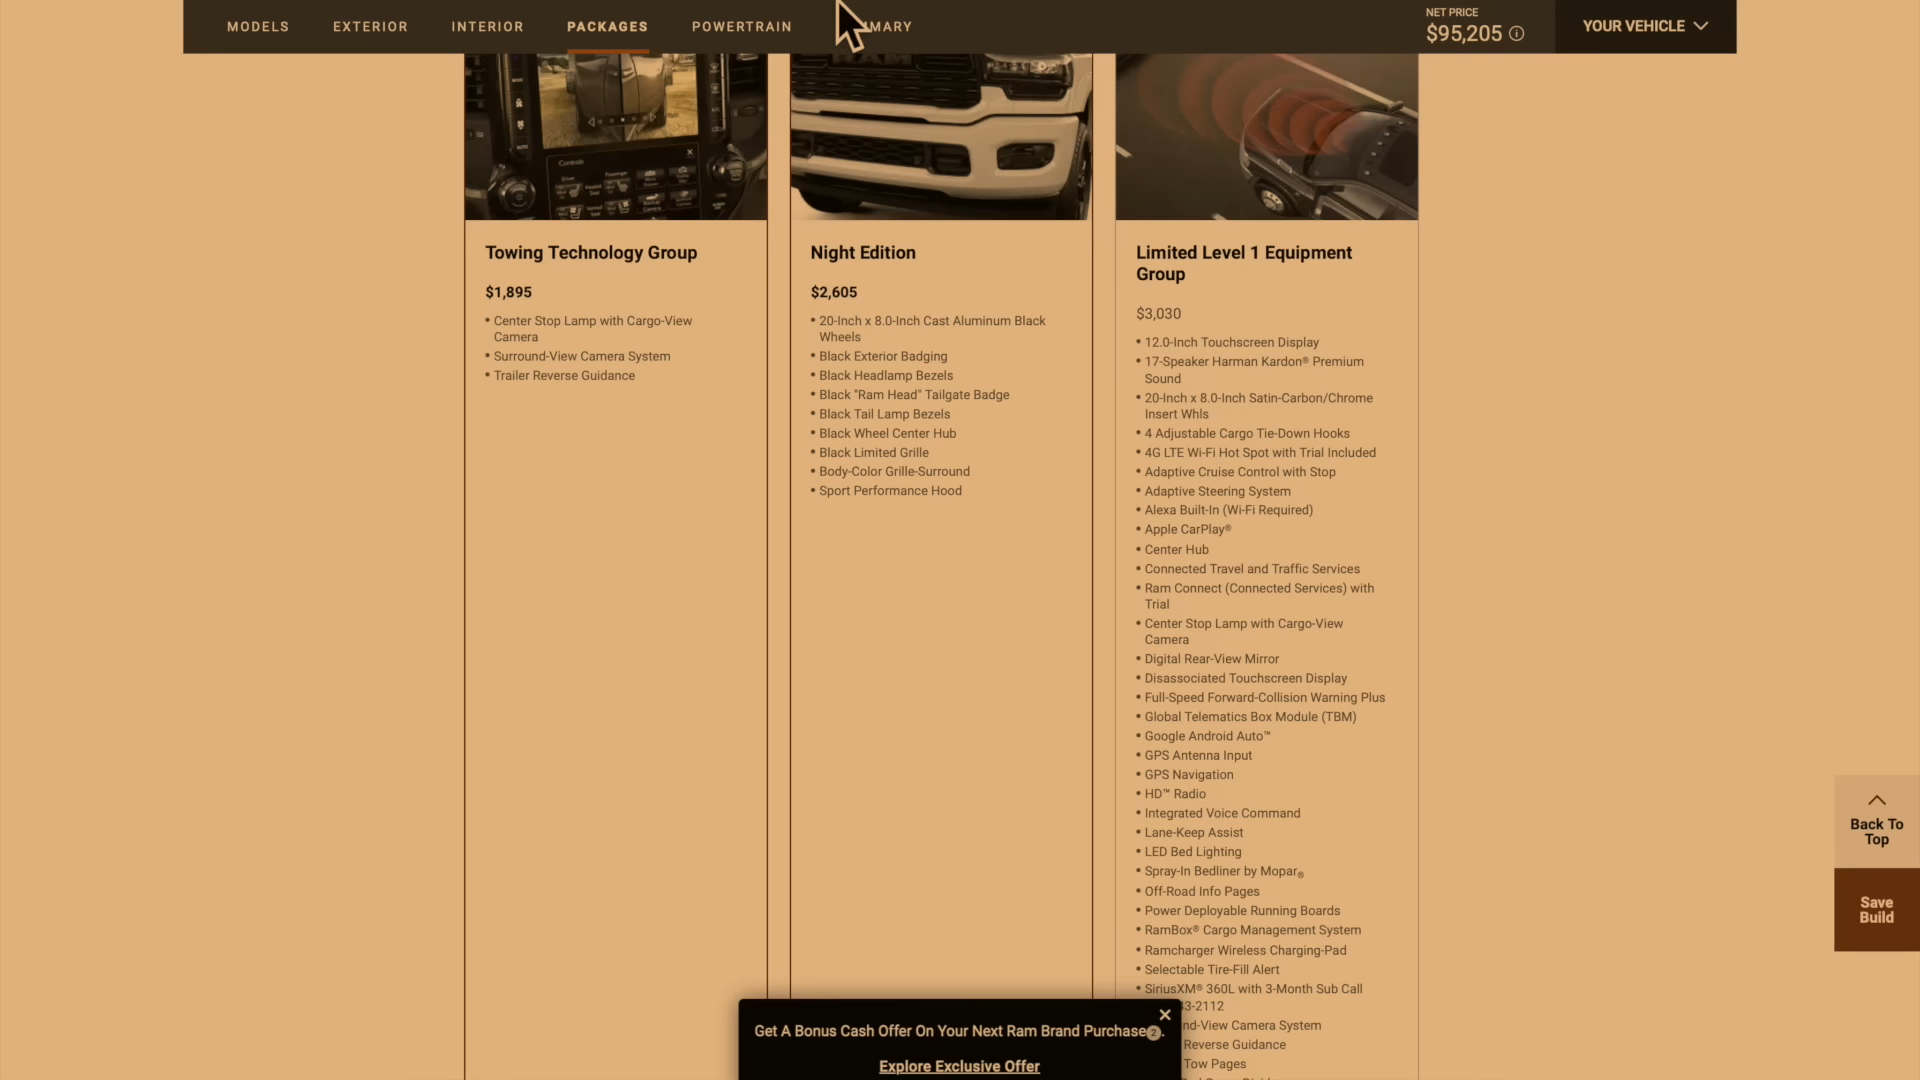 MODELS
EXTERIOR
INTERIOR
PACKAGES
POWERTRAIN
MARY
NET PRICE
$95,205
YOUR VEHICLE
Controls
Towing Technology Group
$1,895
• Center Stop Lamp with Cargo-View
Camera
• Surround-View Camera System
• Trailer Reverse Guidance
Night Edition
$2,605
• 20-Inch x 8.0-Inch Cast Aluminum Black
Wheels
• Black Exterior Badging
• Black Headlamp Bezels
• Black "Ram Head" Tailgate Badge
• Black Tail Lamp Bezels
• Black Wheel Center Hub
• Black Limited Grille
• Body-Color Grille-Surround
• Sport Performance Hood
Limited Level 1 Equipment
Group
$3,030
• 12.0-Inch Touchscreen Display
• 17-Speaker Harman Kardon® Premium
Sound
• 20-Inch x 8.0-Inch Satin-Carbon/Chrome
Insert Whls
• 4 Adjustable Cargo Tie-Down Hooks
• 4G LTE Wi-Fi Hot Spot with Trial Included
• Adaptive Cruise Control with Stop
• Adaptive Steering System
• Alexa Built-In (Wi-Fi Required)
• Apple CarPlay®
• Center Hub
• Connected Travel and Traffic Services
• Ram Connect (Connected Services) with
Trial
• Center Stop Lamp with Cargo-View
Camera
• Digital Rear-View Mirror
• Disassociated Touchscreen Display
• Full-Speed Forward-Collision Warning Plus
• Global Telematics Box Module (TBM)
• Google Android Auto™
• GPS Antenna Input
• GPS Navigation
• HD™ Radio
• Integrated Voice Command
• Lane-Keep Assist
• LED Bed Lighting
• Spray-In Bedliner by Mopar®
• Off-Road Info Pages
• Power Deployable Running Boards
• RamBox® Cargo Management System
• Ramcharger Wireless Charging-Pad
• Selectable Tire-Fill Alert
• SiriusXM® 360L with 3-Month Sub Call
3-2112
nd-View Camera System
Reverse Guidance
Tow Pages
Back To
Top
Save
Build
Get A Bonus Cash Offer On Your Next Ram Brand Purchase 2 .
Explore Exclusive Offer